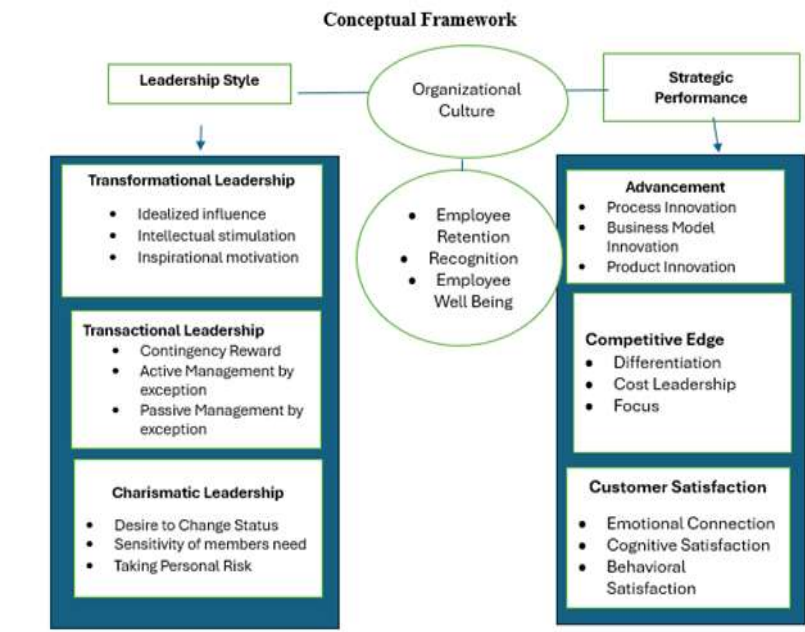 Conceptual Framework
Leadership Style
Organizational
Culture
Strategic
Performance
Transformational Leadership
• Idealized influence
• Intellectual stimulation
• Inspirational motivation
Transactional Leadership
• Contingency Reward
• Active Management by
exception
• Passive Management by
exception
Charismatic Leadership
• Desire to Change Status
• Sensitivity of members need
• Taking Personal Risk
• Employee
Retention
• Recognition
• Employee
Well Being
Advancement
• Process Innovation
• Business Model
Innovation
• Product Innovation
Competitive Edge
• Differentiation
• Cost Leadership
• Focus
Customer Satisfaction
• Emotional Connection
• Cognitive Satisfaction
• Behavioral
Satisfaction